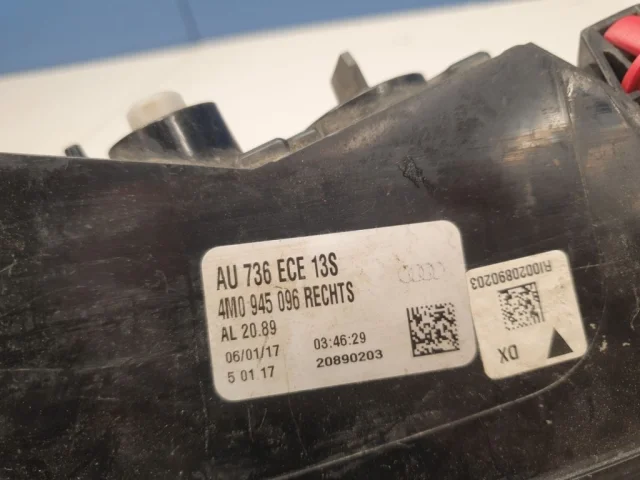 AU 736 ECE 13S
4M0 945 096 RECHTS
AL 20.89
06/01/17 03:46:29
5 01 17 20890203
RI0020890203
DX